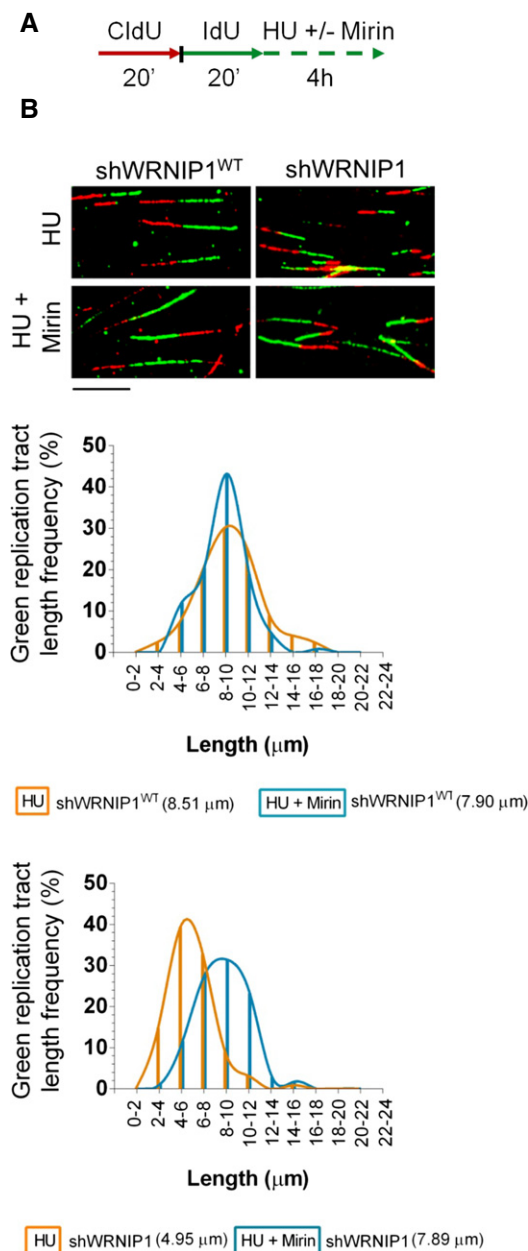 A
CldU IdU HU +/- Mirin
20’ 20’ 4h
B
shWRNIP1WT shWRNIP1
HU
HU + Mirin
Green replication tract length frequency (%)
50
40
30
20
10
0
0-2 2-4 4-6 6-8 8-10 10-12 12-14 14-16 16-18 18-20 20-22 22-24
Length (μm)
HU shWRNIP1WT (8.51 μm) HU + Mirin shWRNIP1WT (7.90 μm)
Green replication tract length frequency (%)
50
40
30
20
10
0
0-2 2-4 4-6 6-8 8-10 10-12 12-14 14-16 16-18 18-20 20-22 22-24
Length (μm)
HU shWRNIP1 (4.95 μm) HU + Mirin shWRNIP1 (7.89 μm)